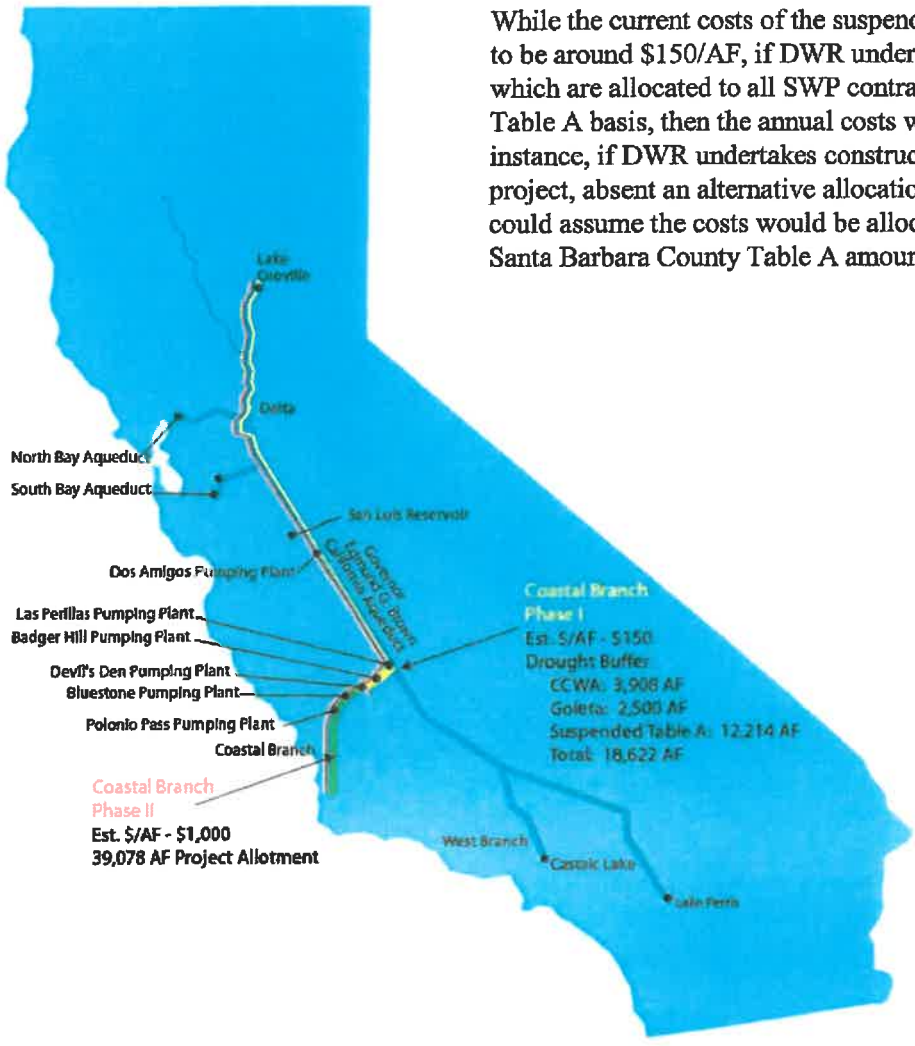 While the current costs of the suspend
to be around $150/AF, if DWR under
which are allocated to all SWP contra
Table A basis, then the annual costs w
instance, if DWR undertakes construc
project, absent an alternative allocatio
could assume the costs would be alloc
Santa Barbara County Table A amour
Lake
Oroville
Delta
North Bay Aqueduct
South Bay Aqueduct
San Luis Reservoir
Dos Amigos Pumping Plant
Governor
Edmund G. Brown
California Aqueduct
Las Perillas Pumping Plant
Badger Hill Pumping Plant
Devil's Den Pumping Plant
Bluestone Pumping Plant
Polonio Pass Pumping Plant
Coastal Branch
Coastal Branch
Phase I
Est. $/AF - $150
Drought Buffer
CCWA: 3,908 AF
Goleta: 2,500 AF
Suspended Table A: 12,214 AF
Total: 18,622 AF
Coastal Branch
Phase II
Est. $/AF - $1,000
39,078 AF Project Allotment
West Branch
Castaic Lake
Lake Perris